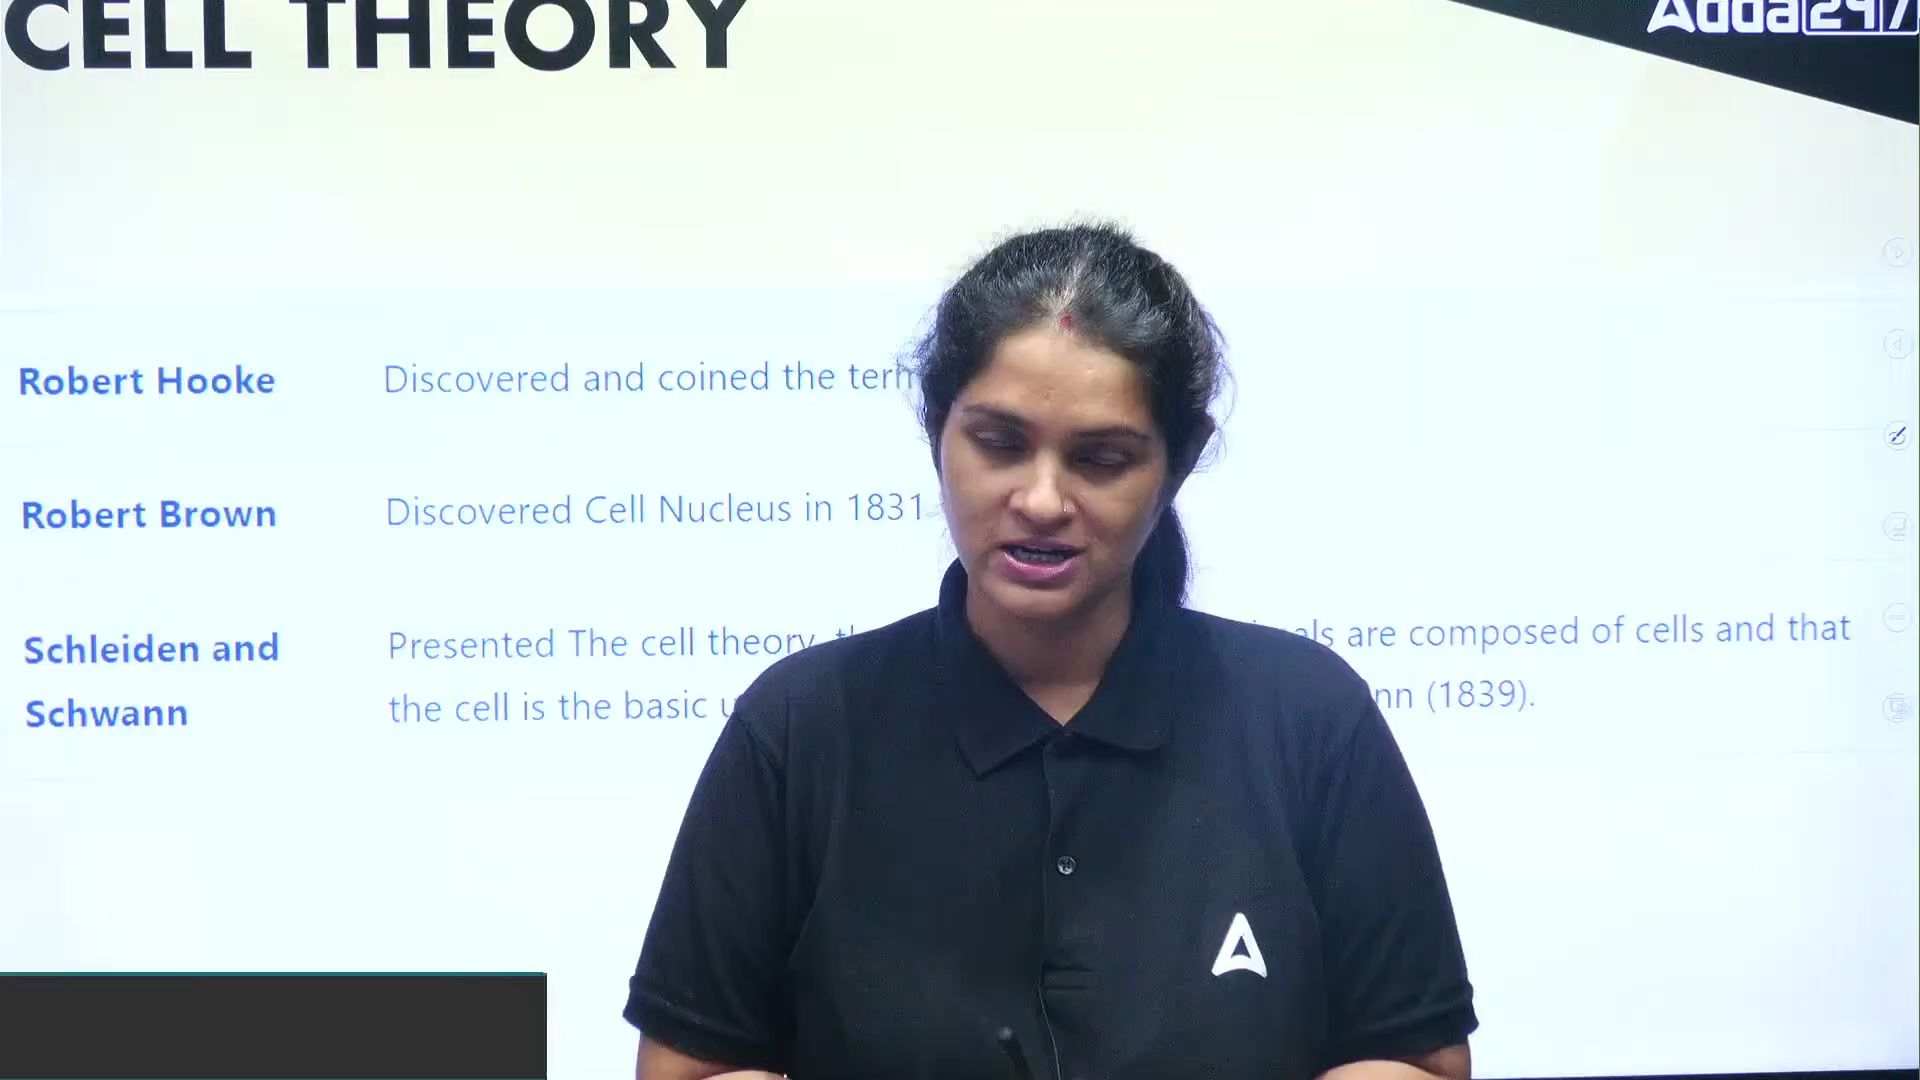 CELL THEORY
Adda247
Robert Hooke
Discovered and coined the term
Robert Brown
Discovered Cell Nucleus in 1831
Schleiden and
Schwann
Presented The cell theory, are composed of cells and that
the cell is the basic (1839).